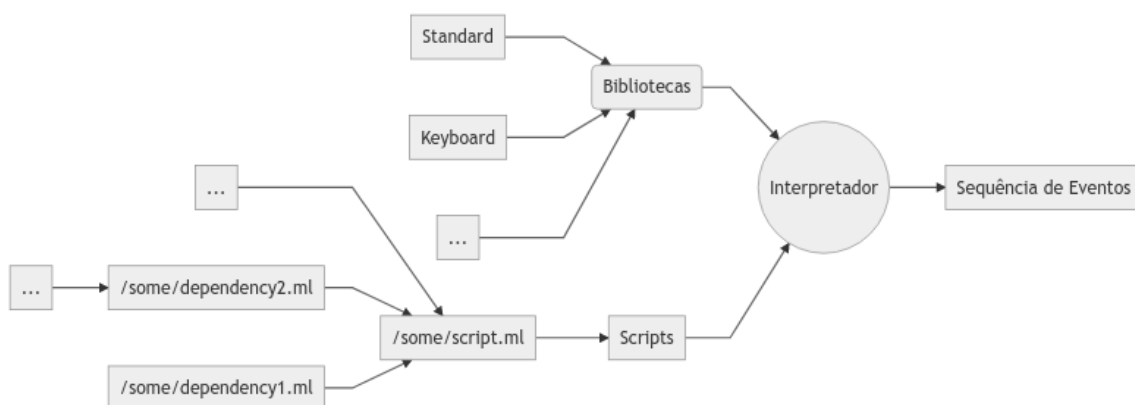 Standard
Bibliotecas
Keyboard
...
Interpretador
Sequência de Eventos
...
...
/some/dependency2.ml
/some/script.ml
Scripts
/some/dependency1.ml